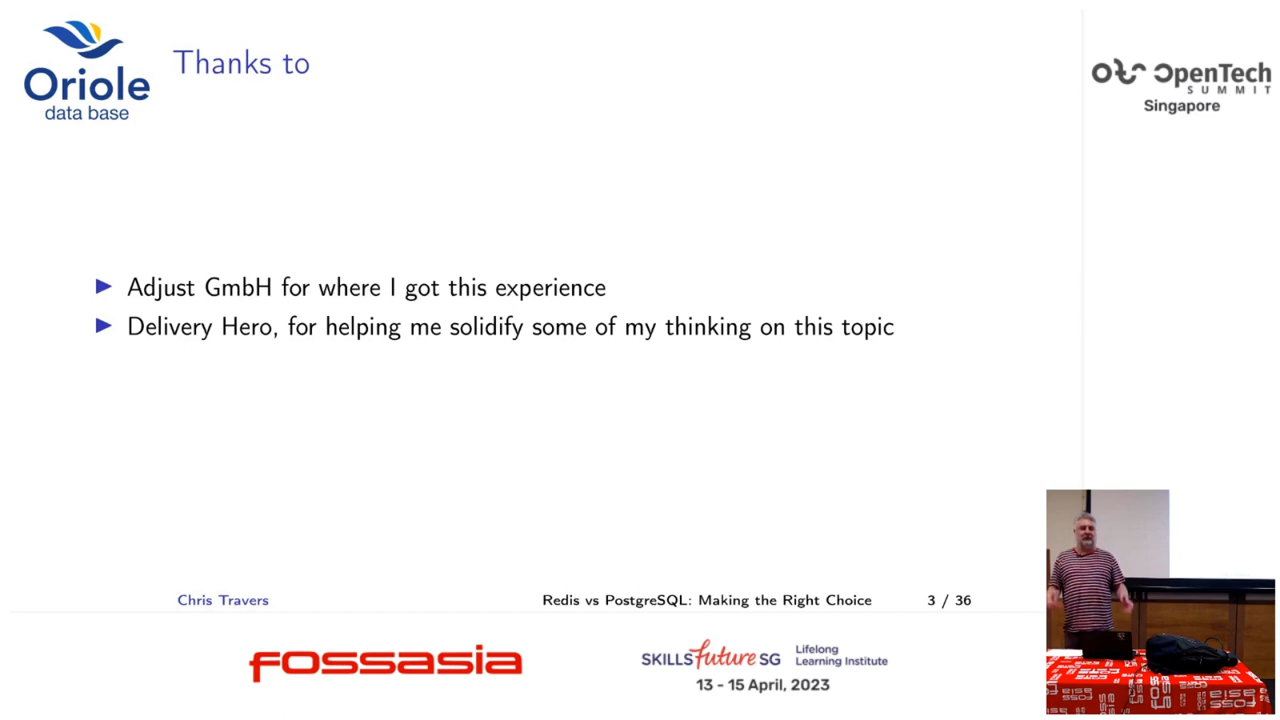 Oriole
data base
Thanks to
OpenTech
SUMMIT
Singapore
Adjust GmbH for where I got this experience
Delivery Hero, for helping me solidify some of my thinking on this topic
Chris Travers
Redis vs PostgreSQL: Making the Right Choice
3 / 36
FOSSASIA
SKILLSfuture SG
Lifelong
Learning Institute
13 - 15 April, 2023